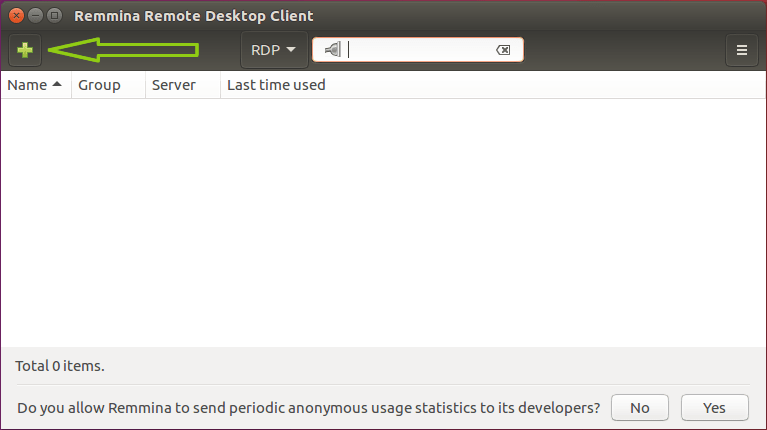 Remmina Remote Desktop Client
RDP
Name Group Server Last time used
Total 0 items.
Do you allow Remmina to send periodic anonymous usage statistics to its developers? No Yes